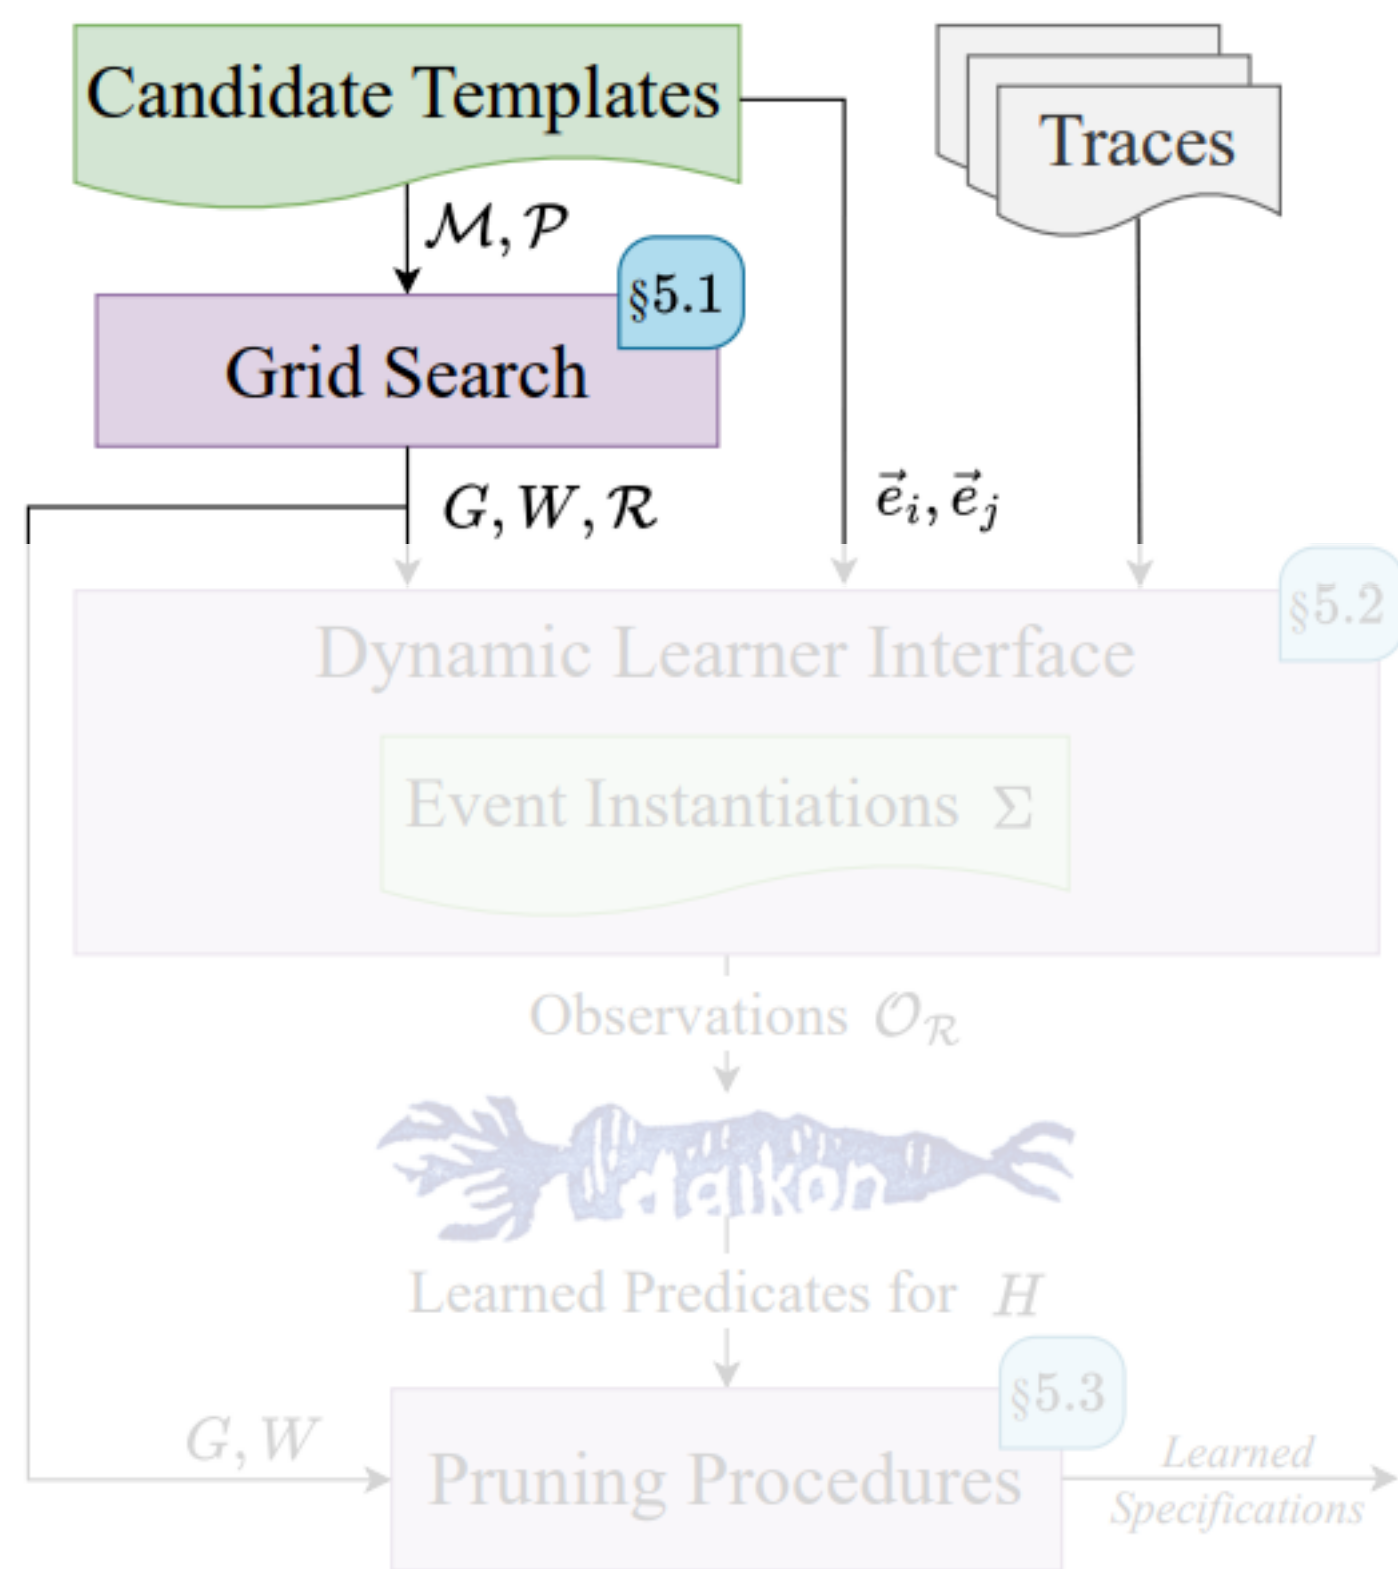 Candidate Templates
Traces
ℳ, 𝒫
§5.1
Grid Search
G, W, ℛ
e⃗ᵢ, e⃗ⱼ
§5.2
Dynamic Learner Interface
Event Instantiations Σ
Observations 𝒪_ℛ
daikon
Learned Predicates for H
§5.3
G, W
Pruning Procedures
Learned
Specifications